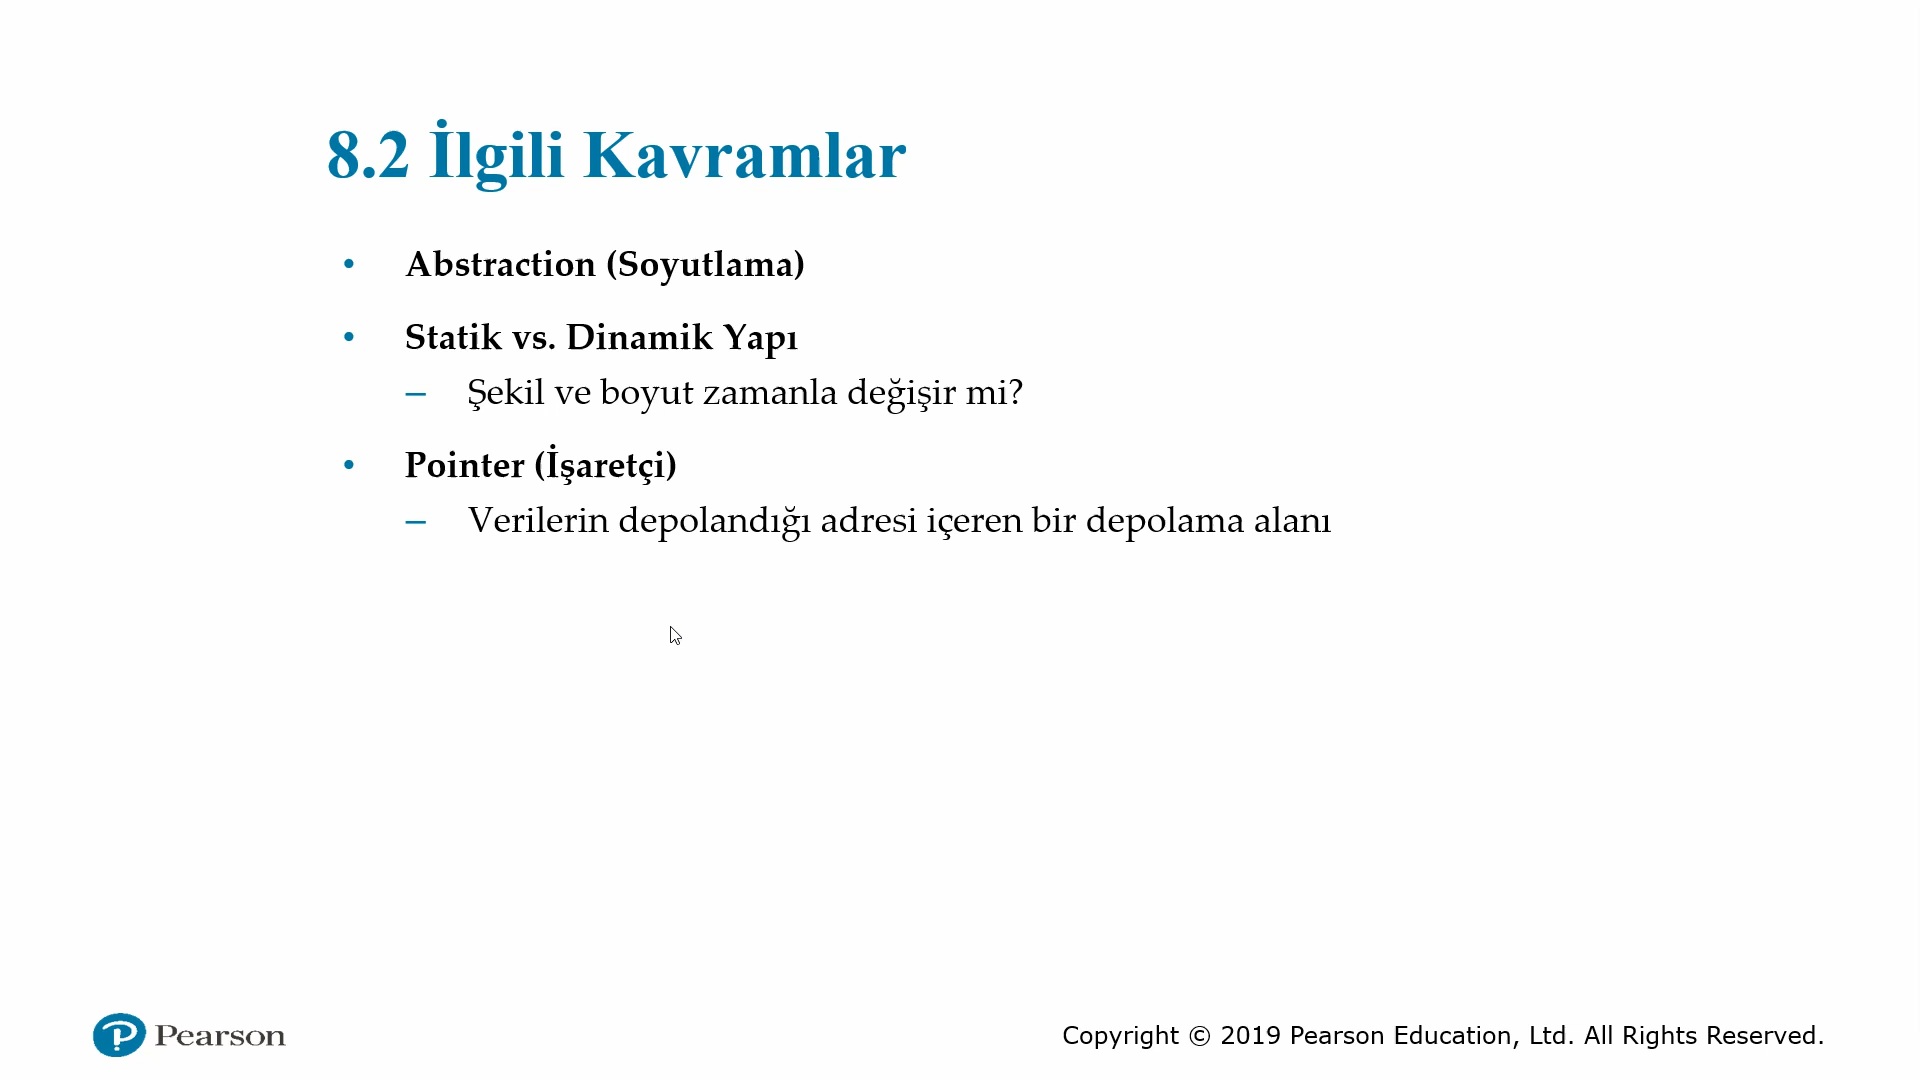 8.2 İlgili Kavramlar
• Abstraction (Soyutlama)
• Statik vs. Dinamik Yapı
– Şekil ve boyut zamanla değişir mi?
• Pointer (İşaretçi)
– Verilerin depolandığı adresi içeren bir depolama alanı
Pearson
Copyright © 2019 Pearson Education, Ltd. All Rights Reserved.